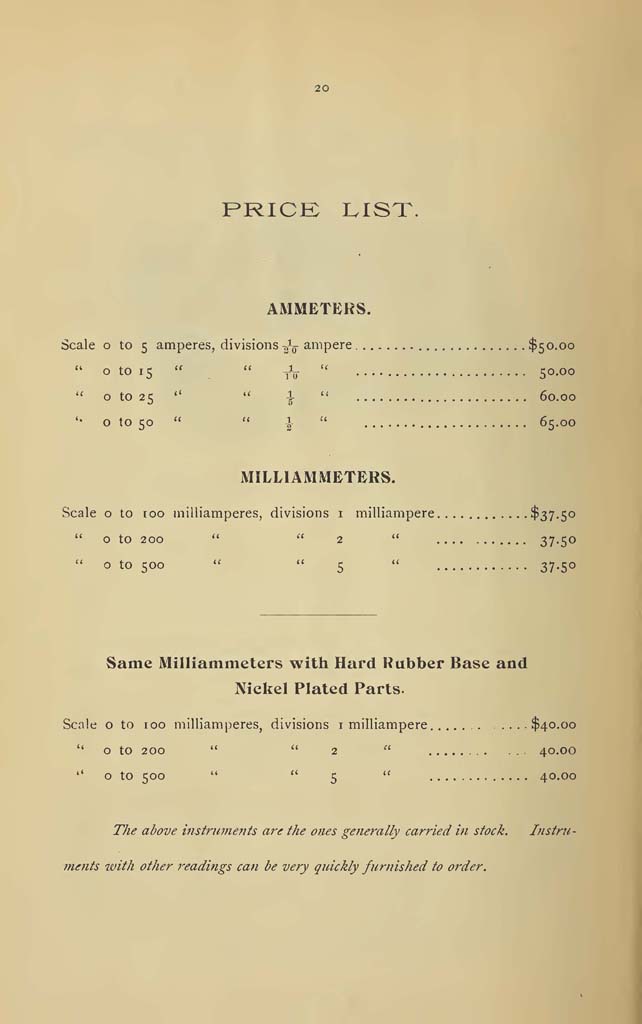 20
PRICE LIST.
AMMETERS.
Scale 0 to 5 amperes, divisions 1/20 ampere........................$50.00
“ 0 to 15 “ “ 1/10 “ ........................ 50.00
“ 0 to 25 “ “ 1/5 “ ........................ 60.00
“ 0 to 50 “ “ 1/2 “ ....................... 65.00
MILLIAMMETERS.
Scale 0 to 100 milliamperes, divisions 1 milliampere.............$37.50
“ 0 to 200 “ “ 2 “ .... ....... 37.50
“ 0 to 500 “ “ 5 “ ............. 37.50
Same Milliammeters with Hard Rubber Base and
Nickel Plated Parts.
Scale 0 to 100 milliamperes, divisions 1 milliampere...... . ....$40.00
“ 0 to 200 “ “ 2 “ ....... . ... 40.00
“ 0 to 500 “ “ 5 “ .............. 40.00
The above instruments are the ones generally carried in stock. Instru-
ments with other readings can be very quickly furnished to order.